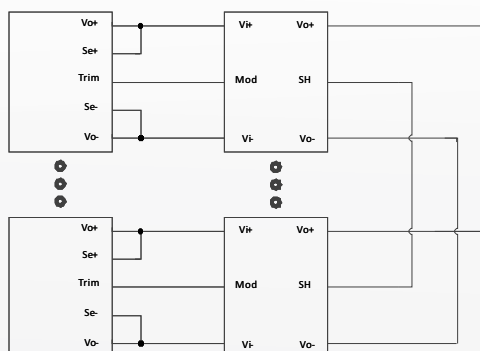 Vo+ Vi+ Vo+
Se+
Trim Mod SH
Se-
Vo- Vi- Vo-
Vo+ Vi+ Vo+
Se+
Trim Mod SH
Se-
Vo- Vi- Vo-